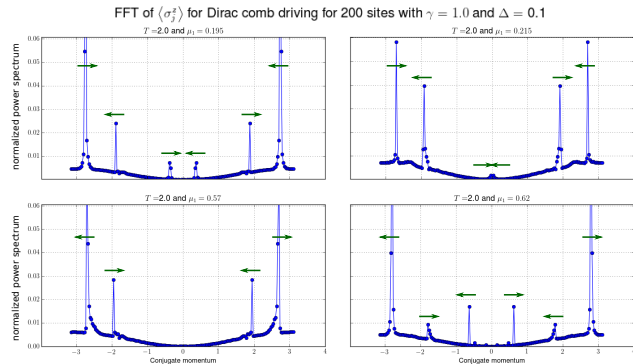 FFT of ⟨σ_j^z⟩ for Dirac comb driving for 200 sites with γ = 1.0 and Δ = 0.1
T =2.0 and μ₁ = 0.195
T =2.0 and μ₁ = 0.215
normalized power spectrum
0.06
0.05
0.04
0.03
0.02
0.01
T =2.0 and μ₁ = 0.57
T =2.0 and μ₁ = 0.62
normalized power spectrum
0.06
0.05
0.04
0.03
0.02
0.01
0.00
−3 −2 −1 0 1 2 3 4
−3 −2 −1 0 1 2 3
Conjugate momentum
Conjugate momentum